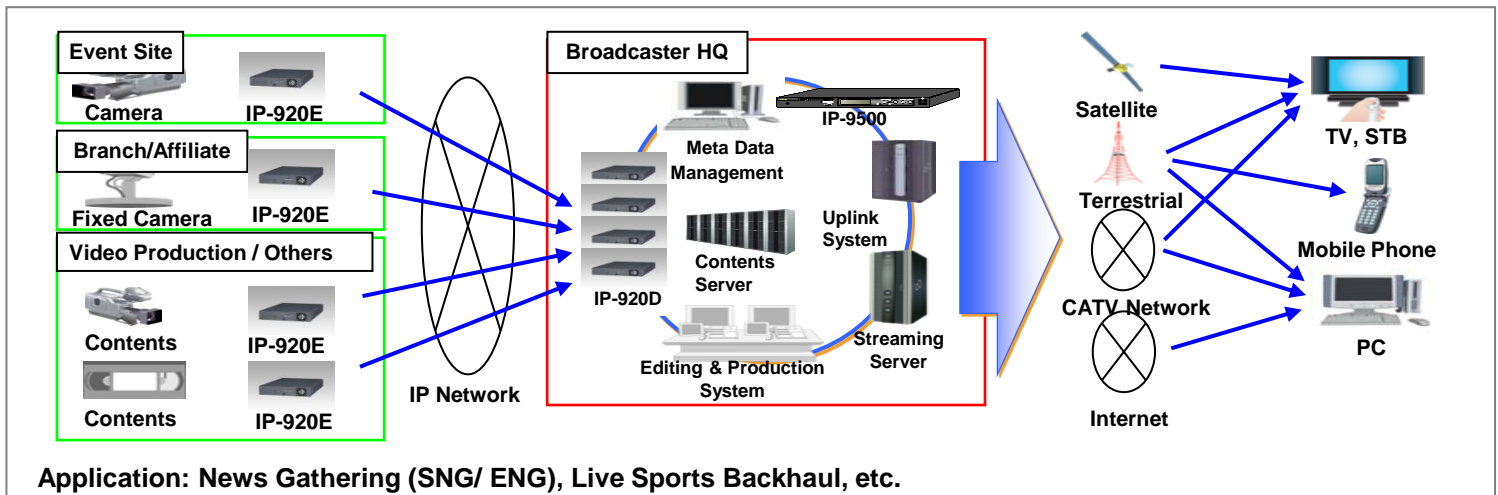 Event Site
Camera
IP-920E
Branch/Affiliate
Fixed Camera
IP-920E
Video Production / Others
Contents
IP-920E
Contents
IP-920E
IP Network
Broadcaster HQ
IP-9500
Meta Data
Management
Uplink
System
Contents
Server
IP-920D
Streaming
Server
Editing & Production
System
Satellite
Terrestrial
CATV Network
Internet
TV, STB
Mobile Phone
PC
Application: News Gathering (SNG/ ENG), Live Sports Backhaul, etc.